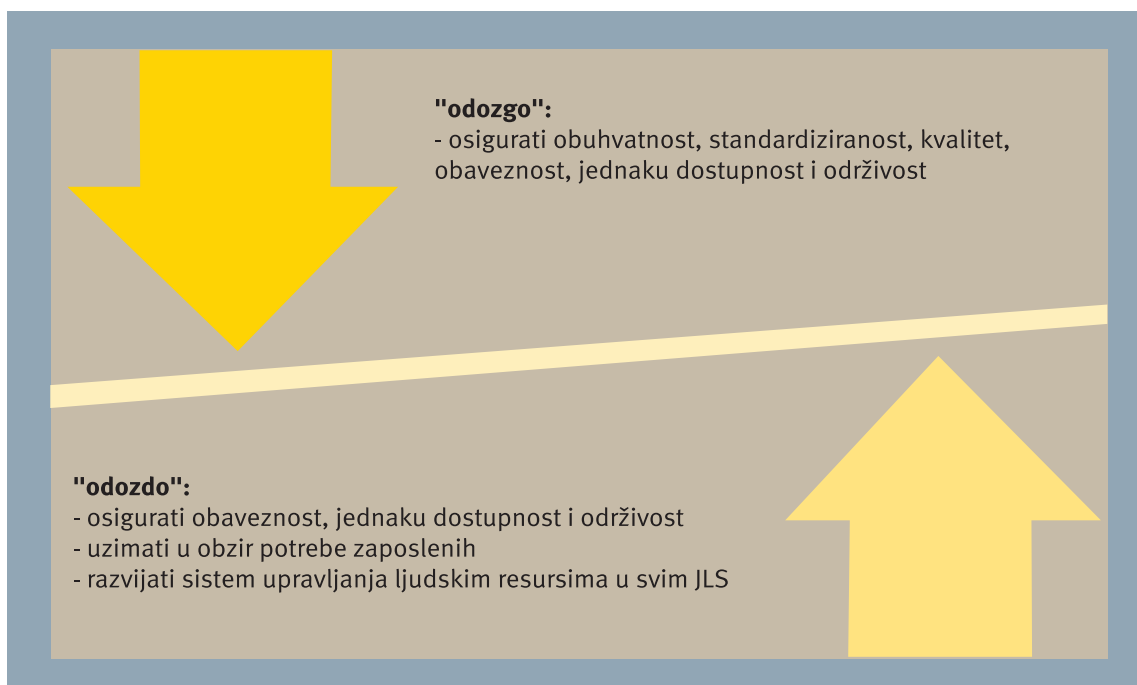 "odozgo":
- osigurati obuhvatnost, standardiziranost, kvalitet,
obaveznost, jednaku dostupnost i održivost
"odozdo":
- osigurati obaveznost, jednaku dostupnost i održivost
- uzimati u obzir potrebe zaposlenih
- razvijati sistem upravljanja ljudskim resursima u svim JLS